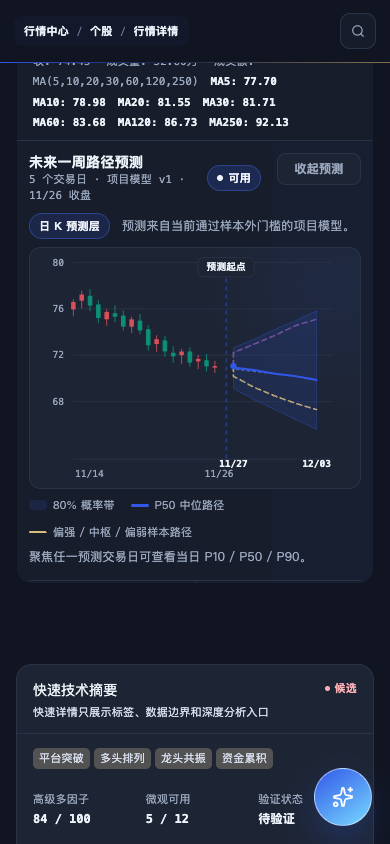 行情中心 / 个股 / 行情详情
MA(5,10,20,30,60,120,250) MA5: 77.70
MA10: 78.98 MA20: 81.55 MA30: 81.71
MA60: 83.68 MA120: 86.73 MA250: 92.13
未来一周路径预测
5 个交易日 · 项目模型 v1 ·
11/26 收盘
可用
收起预测
日 K 预测层 预测来自当前通过样本外门槛的项目模型。
预测起点
80
76
72
68
11/27 12/03
11/14 11/26
80% 概率带 P50 中位路径
偏强 / 中枢 / 偏弱样本路径
聚焦任一预测交易日可查看当日 P10 / P50 / P90。
快速技术摘要 候选
快速详情只展示标签、数据边界和深度分析入口
平台突破 多头排列 龙头共振 资金累积
高级多因子 微观可用 验证状态
84 / 100 5 / 12 待验证